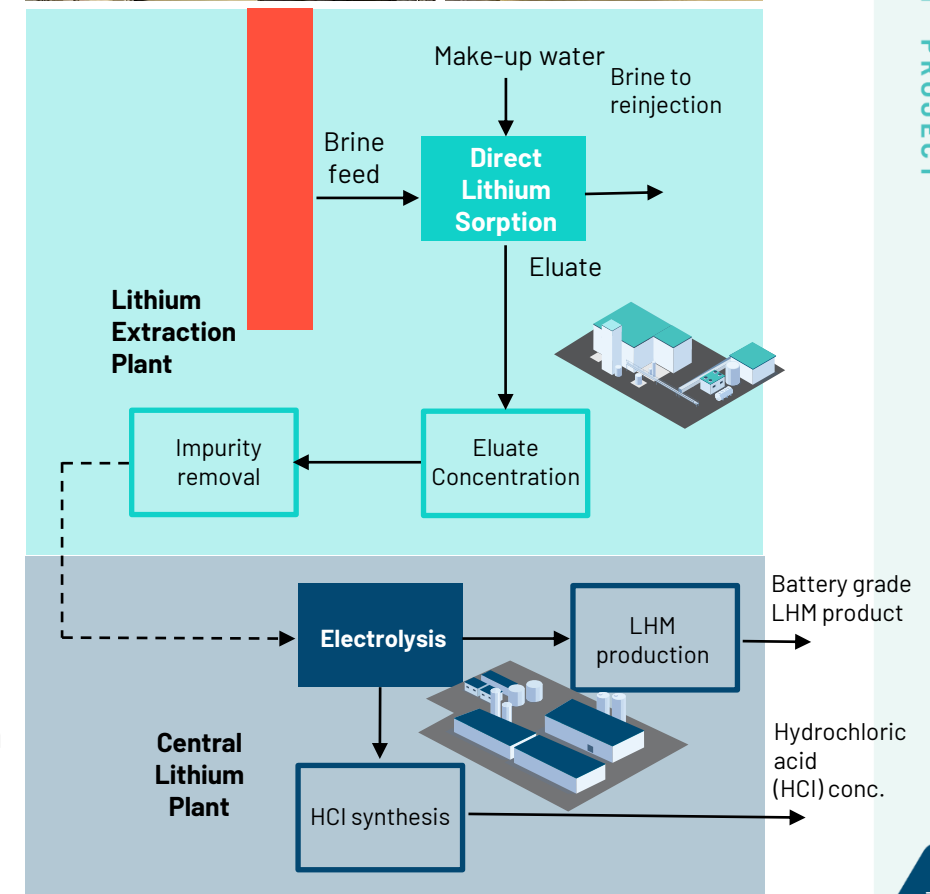 Make-up water
Brine to
reinjection
Brine
feed
Direct
Lithium
Sorption
Eluate
Lithium
Extraction
Plant
Impurity
removal
Eluate
Concentration
Electrolysis
LHM
production
Battery grade
LHM product
Central
Lithium
Plant
HCl synthesis
Hydrochloric
acid
(HCl) conc.
PROJECT